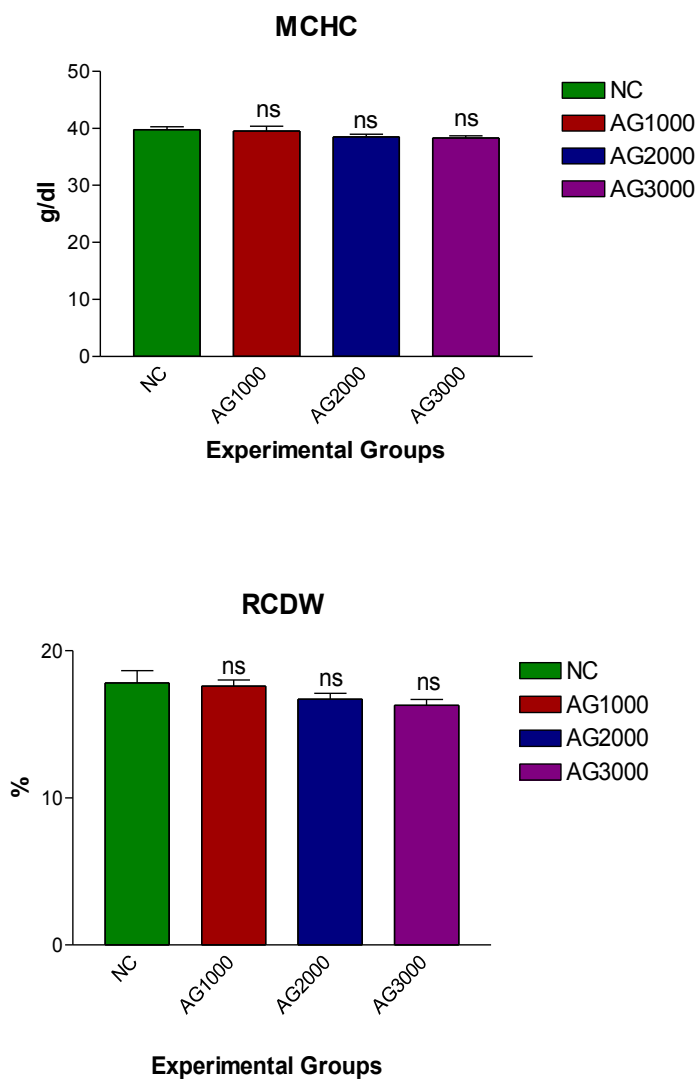 MCHC
50
40
30
20
10
0
g/dl
ns
ns
ns
NC
AG1000
AG2000
AG3000
Experimental Groups
NC
AG1000
AG2000
AG3000
RCDW
20
10
0
%
ns
ns
ns
NC
AG1000
AG2000
AG3000
Experimental Groups
NC
AG1000
AG2000
AG3000